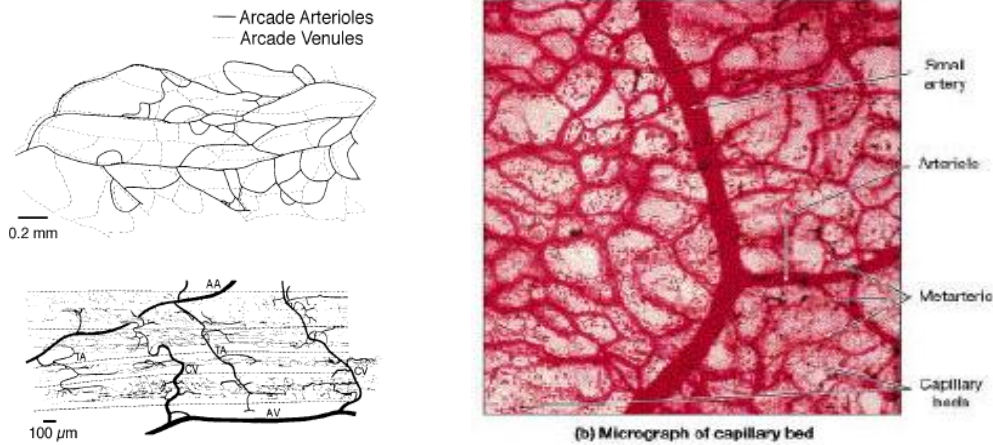 Arcade Arterioles
Arcade Venules
0.2 mm
AA
TA
TA
CV
CV
AV
100 µm
Small
artery
Arteriole
Metarteriole
Capillary
beds
(b) Micrograph of capillary bed